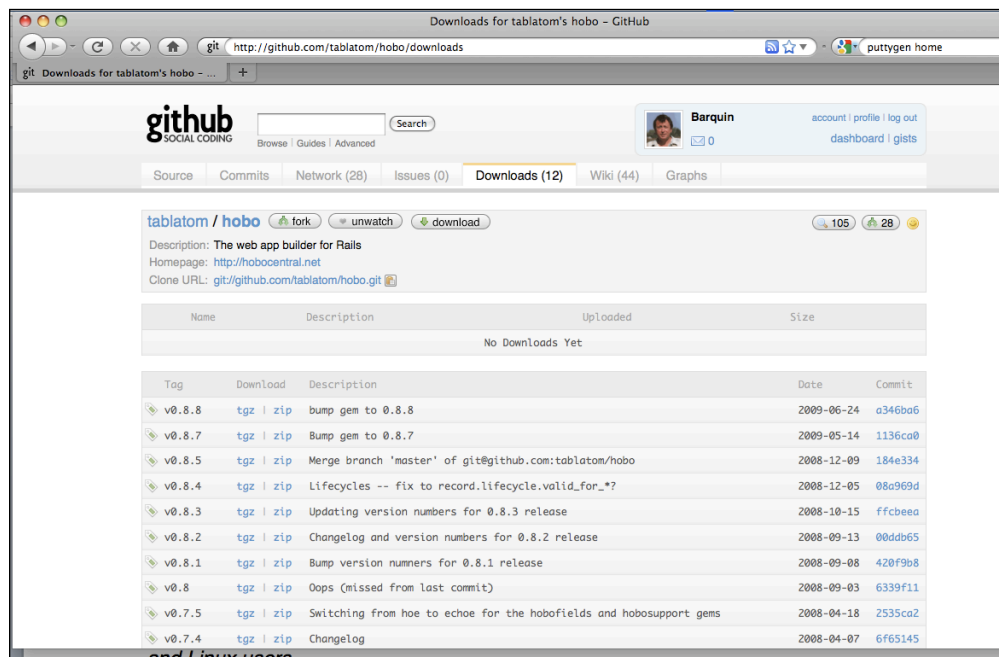 Downloads for tablatom's hobo – GitHub
git http://github.com/tablatom/hobo/downloads puttygen home
git Downloads for tablatom's hobo – ... +
github
SOCIAL CODING
Search
Browse | Guides | Advanced
Barquin
account | profile | log out
0
dashboard | gists
Source Commits Network (28) Issues (0) Downloads (12) Wiki (44) Graphs
tablatom / hobo fork unwatch download 105 28
Description: The web app builder for Rails
Homepage: http://hobocentral.net
Clone URL: git://github.com/tablatom/hobo.git
Name Description Uploaded Size
No Downloads Yet
Tag Download Description Date Commit
v0.8.8 tgz | zip bump gem to 0.8.8 2009-06-24 a346ba6
v0.8.7 tgz | zip Bump gem to 0.8.7 2009-05-14 1136ca0
v0.8.5 tgz | zip Merge branch 'master' of git@github.com:tablatom/hobo 2008-12-09 184e334
v0.8.4 tgz | zip Lifecycles -- fix to record.lifecycle.valid_for_*? 2008-12-05 08a969d
v0.8.3 tgz | zip Updating version numbers for 0.8.3 release 2008-10-15 ffcbeea
v0.8.2 tgz | zip Changelog and version numbers for 0.8.2 release 2008-09-13 00ddb65
v0.8.1 tgz | zip Bump version numners for 0.8.1 release 2008-09-08 420f9b8
v0.8 tgz | zip Oops (missed from last commit) 2008-09-03 6339f11
v0.7.5 tgz | zip Switching from hoe to echoe for the hobofields and hobosupport gems 2008-04-18 2535ca2
v0.7.4 tgz | zip Changelog 2008-04-07 6f65145
and Linux users